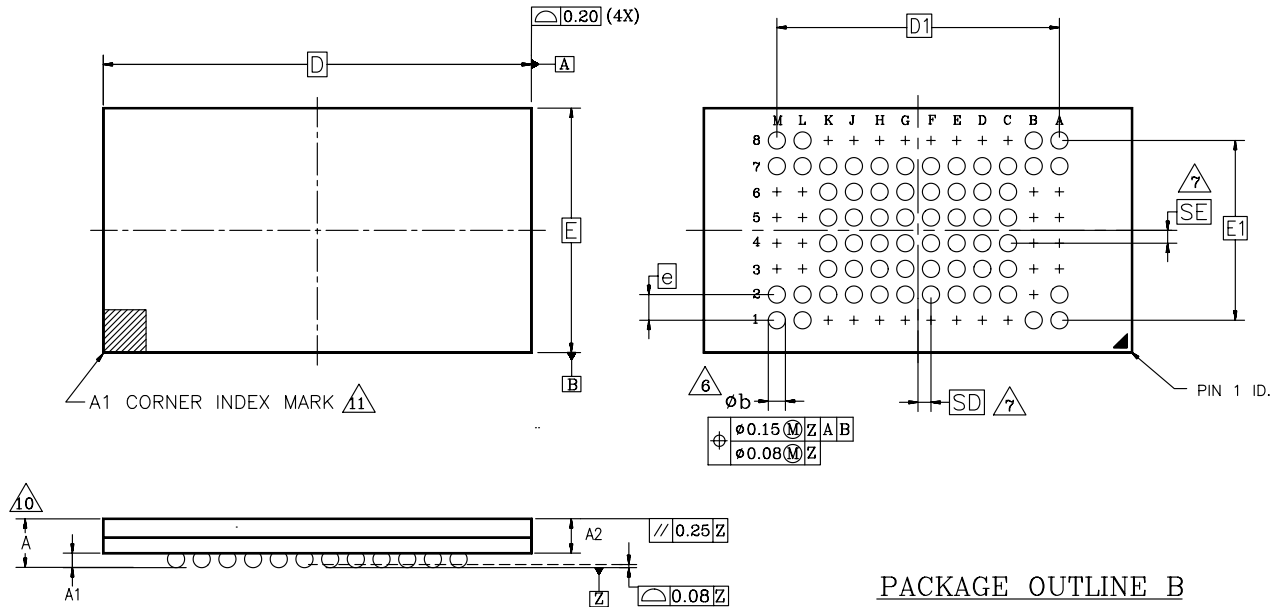 0.20 (4X)
D
A
D1
M L K J H G F E D C B A
8
7
6
5
4
3
2
1
7
SE
E1
E
e
B
A1 CORNER INDEX MARK 11
6
øb
SD 7
PIN 1 ID.
ø0.15 Ⓜ Z A B
ø0.08 Ⓜ Z
10
A
A2
// 0.25 Z
A1
Z
0.08 Z
PACKAGE OUTLINE B